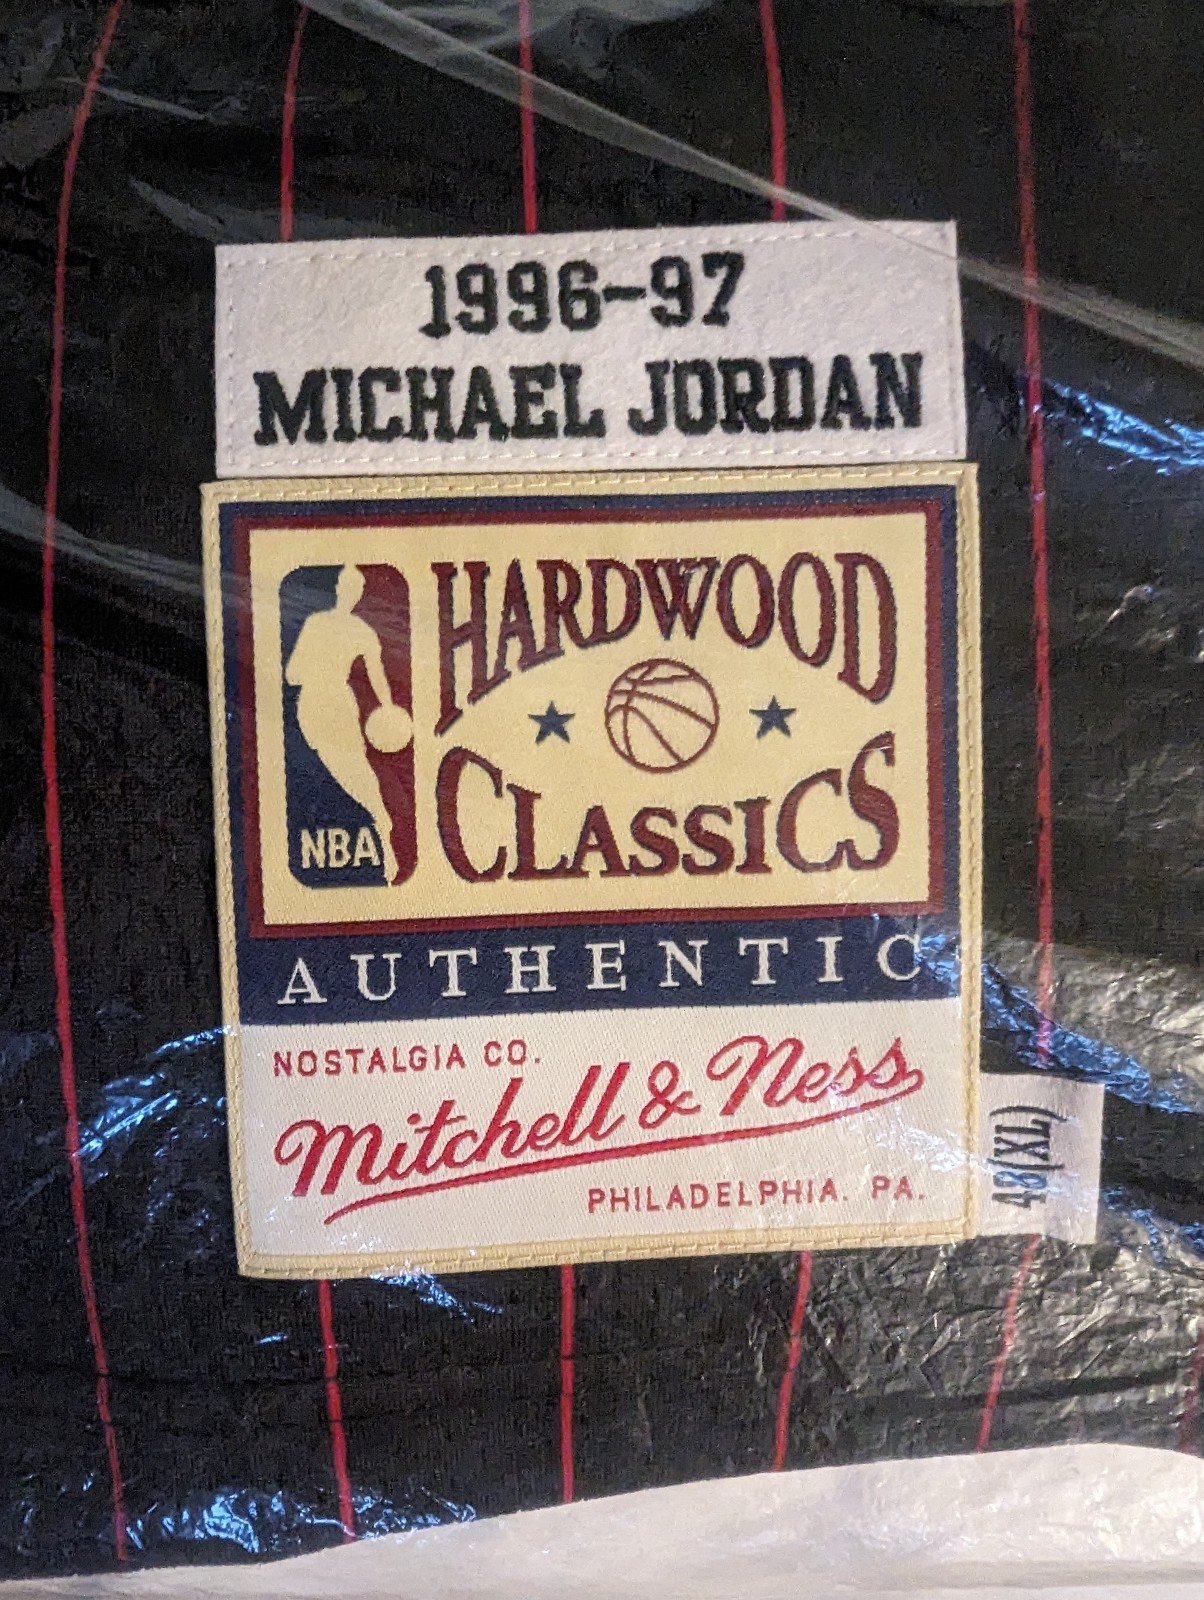 1996-97
MICHAEL JORDAN
HARDWOOD
CLASSICS
NBA
AUTHENTIC
NOSTALGIA CO.
Mitchell & Ness
PHILADELPHIA. PA.
48(XL)